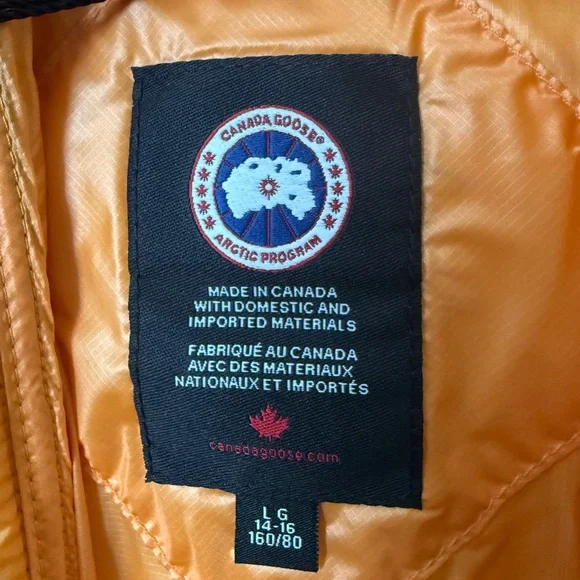 CANADA GOOSE®
ARCTIC PROGRAM
MADE IN CANADA
WITH DOMESTIC AND
IMPORTED MATERIALS
FABRIQUÉ AU CANADA
AVEC DES MATERIAUX
NATIONAUX ET IMPORTÉS
canadagoose.com
L G
14-16
160/80